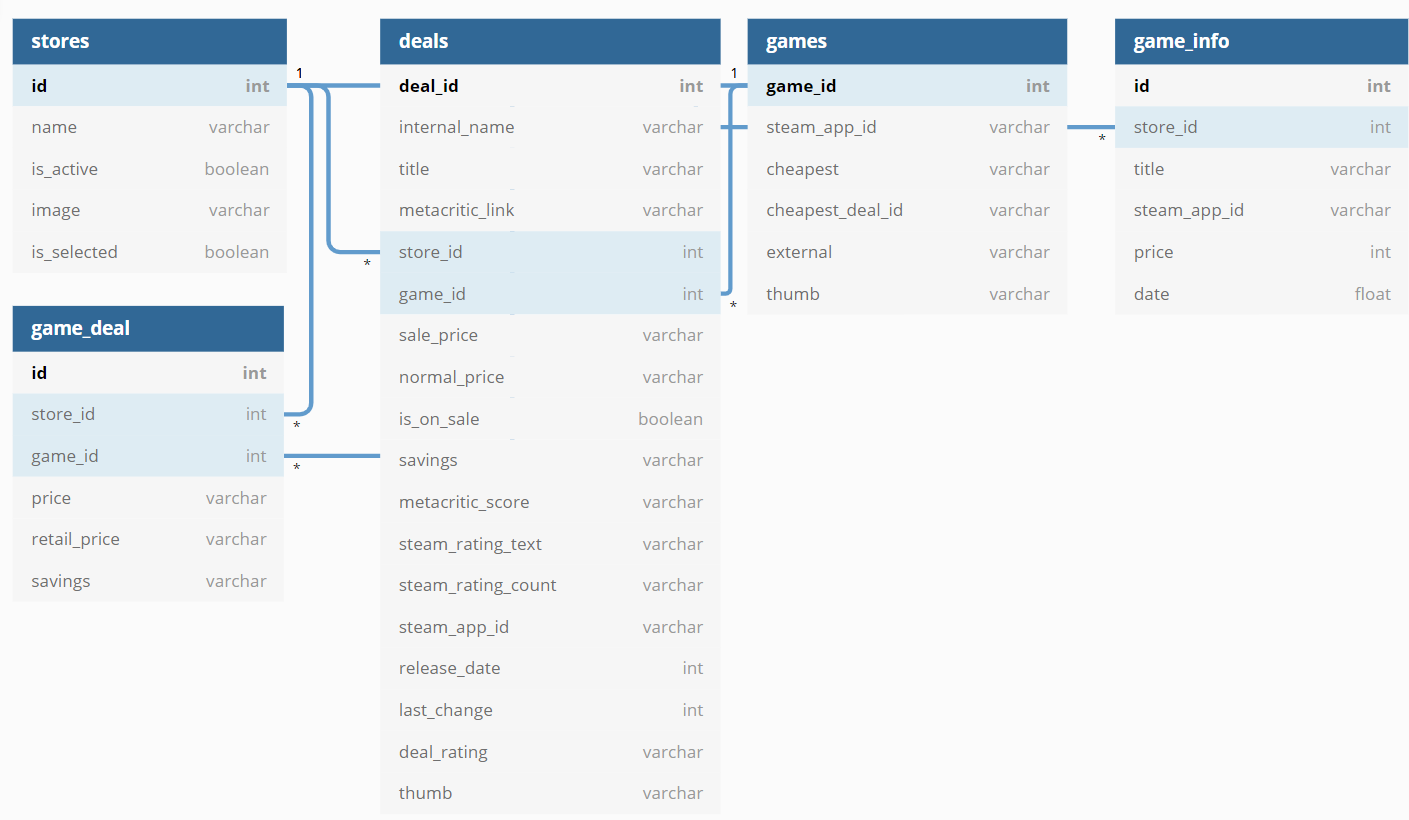 stores
id int
name varchar
is_active boolean
image varchar
is_selected boolean
game_deal
id int
store_id int
game_id int
price varchar
retail_price varchar
savings varchar
1
*
*
*
deals
deal_id int
internal_name varchar
title varchar
metacritic_link varchar
store_id int
game_id int
sale_price varchar
normal_price varchar
is_on_sale boolean
savings varchar
metacritic_score varchar
steam_rating_text varchar
steam_rating_count varchar
steam_app_id varchar
release_date int
last_change int
deal_rating varchar
thumb varchar
1
*
games
game_id int
steam_app_id varchar
cheapest varchar
cheapest_deal_id varchar
external varchar
thumb varchar
*
game_info
id int
store_id int
title varchar
steam_app_id varchar
price int
date float